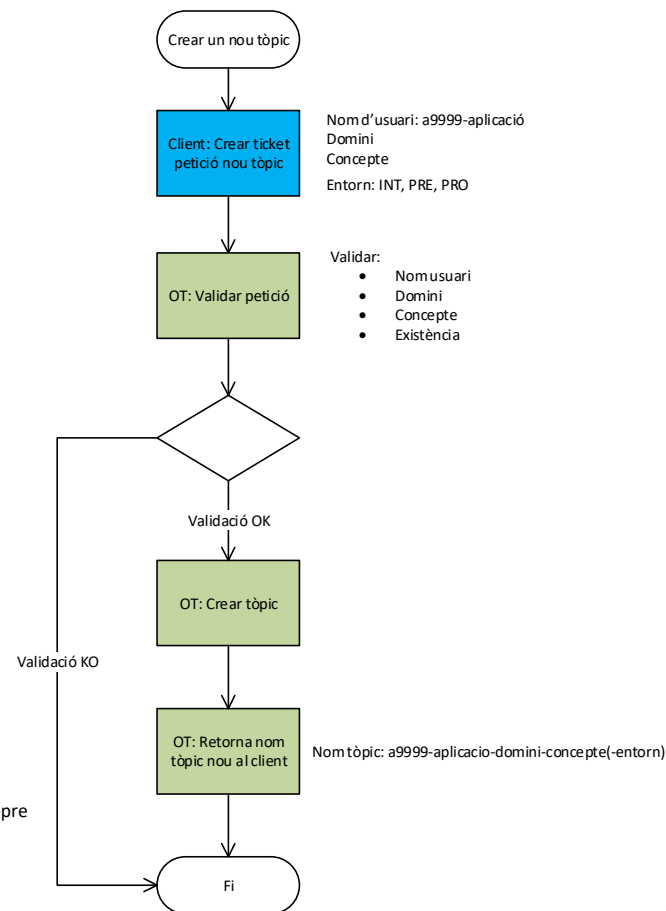 Crear un nou tòpic
Client: Crear ticket
petició nou tòpic
Nom d'usuari: a9999-aplicació
Domini
Concepte
Entorn: INT, PRE, PRO
OT: Validar petició
Validar:
• Nom usuari
• Domini
• Concepte
• Existència
Validació OK
OT: Crear tòpic
Validació KO
OT: Retorna nom
tòpic nou al client
Nom tòpic: a9999-aplicacio-domini-concepte(-entorn)
pre
Fi